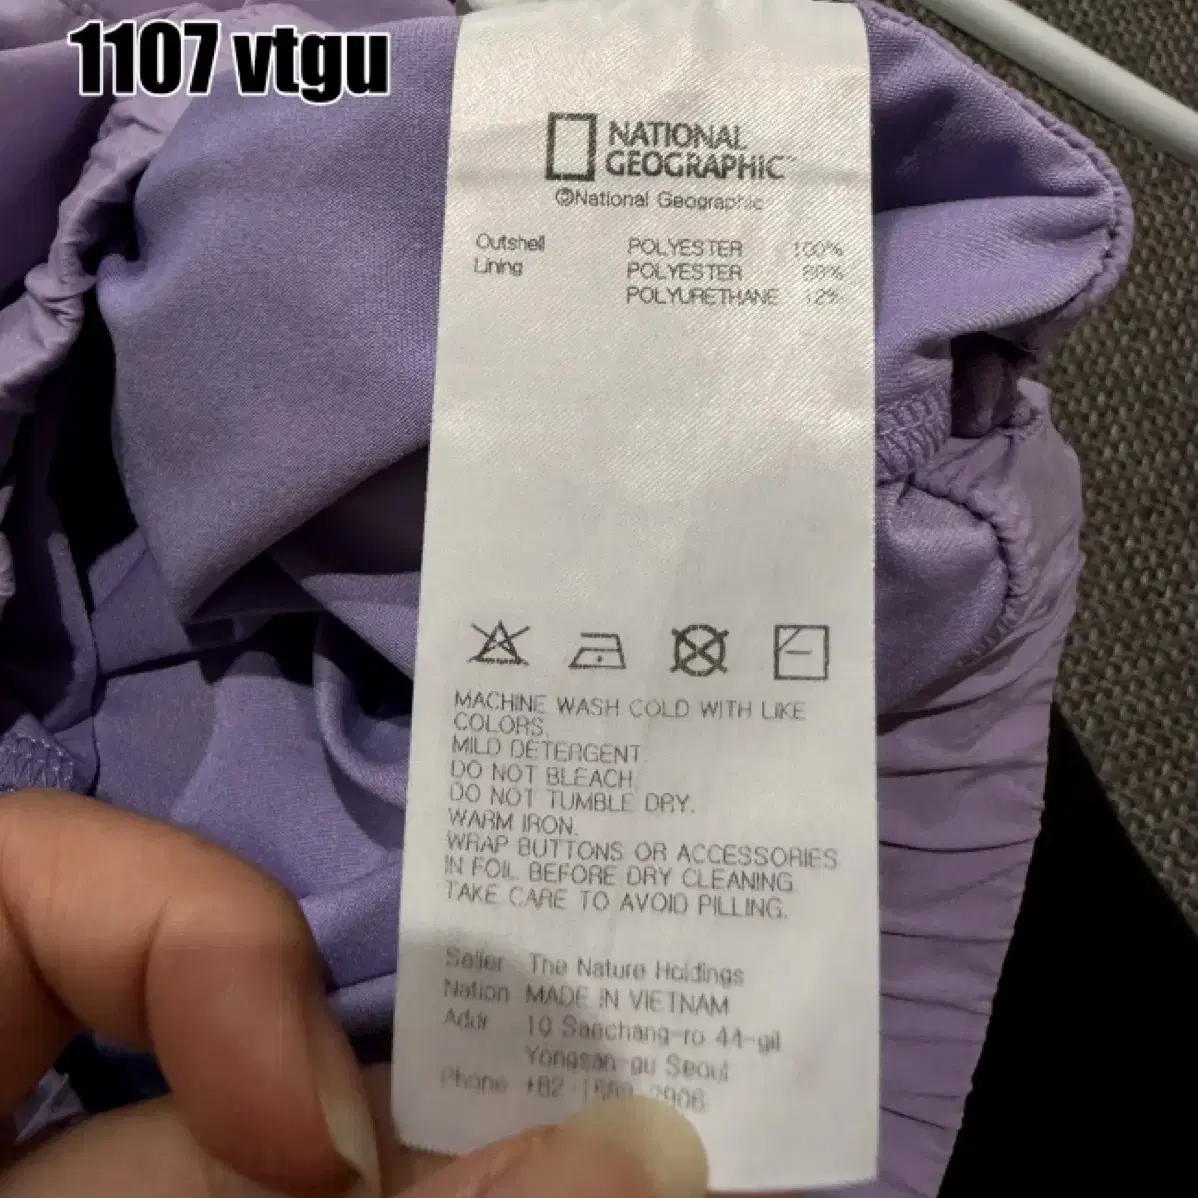 1107 vtgu
NATIONAL
GEOGRAPHIC™
©National Geographic
Outshell POLYESTER 100%
Lining POLYESTER 88%
POLYURETHANE 12%
MACHINE WASH COLD WITH LIKE
COLORS.
MILD DETERGENT.
DO NOT BLEACH.
DO NOT TUMBLE DRY.
WARM IRON.
WRAP BUTTONS OR ACCESSORIES
IN FOIL BEFORE DRY CLEANING.
TAKE CARE TO AVOID PILLING.
Seller The Nature Holdings
Nation MADE IN VIETNAM
Addr 10 Saechang-ro 44-gil
Yongsan-gu Seoul
Phone +82